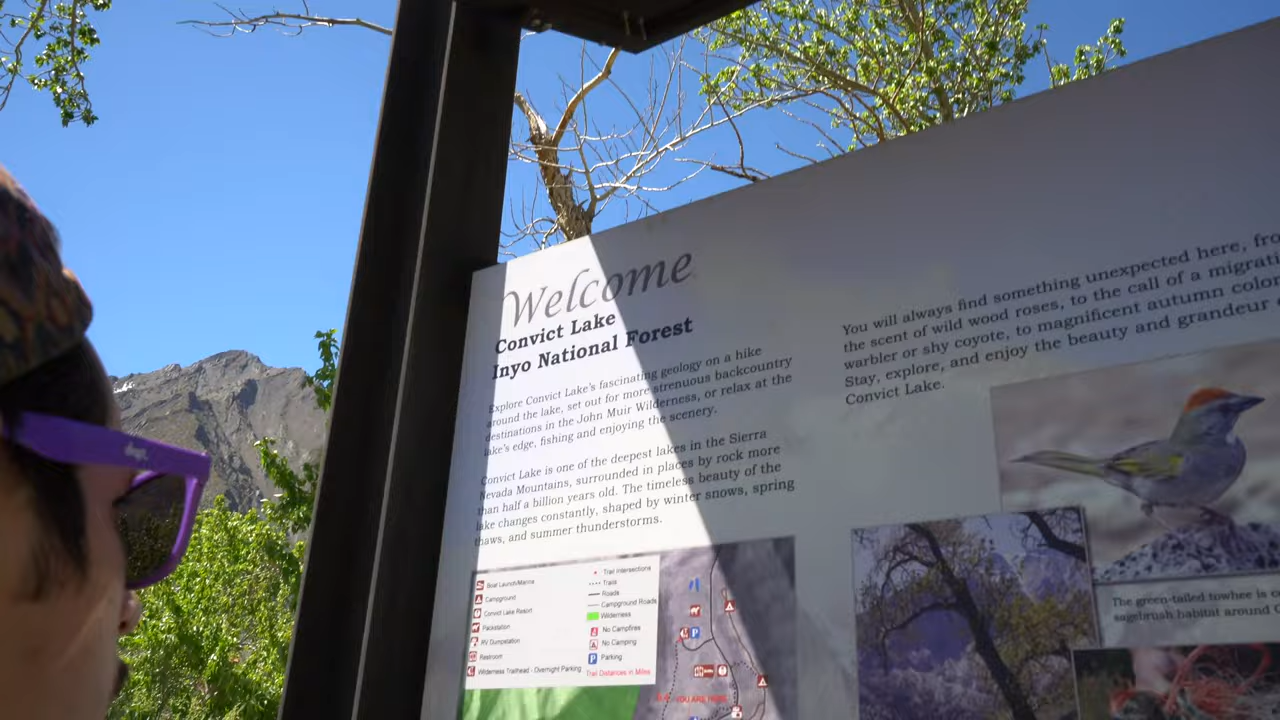 Welcome
Convict Lake
Inyo National Forest
Explore Convict Lake's fascinating geology on a hike
around the lake, set out for more strenuous backcountry
destinations in the John Muir Wilderness, or relax at the
lake's edge, fishing and enjoying the scenery.
Convict Lake is one of the deepest lakes in the Sierra
Nevada Mountains, surrounded in places by rock more
than half a billion years old. The timeless beauty of the
lake changes constantly, shaped by winter snows, spring
thaws, and summer thunderstorms.
You will always find something unexpected here, fro
the scent of wild wood roses, to the call of a migrati
warbler or shy coyote, to magnificent autumn color
Stay, explore, and enjoy the beauty and grandeur
Convict Lake.
The green-tailed towhee is
sagebrush habitat around
Boat Launch/Marina
Campground
Convict Lake Resort
Packstation
RV Dumpstation
Restroom
Wilderness Trailhead - Overnight Parking
Trail Intersections
Trails
Roads
Campground Roads
Wilderness
No Campfires
No Camping
P Parking
Trail Distances in Miles
P
YOU ARE HERE